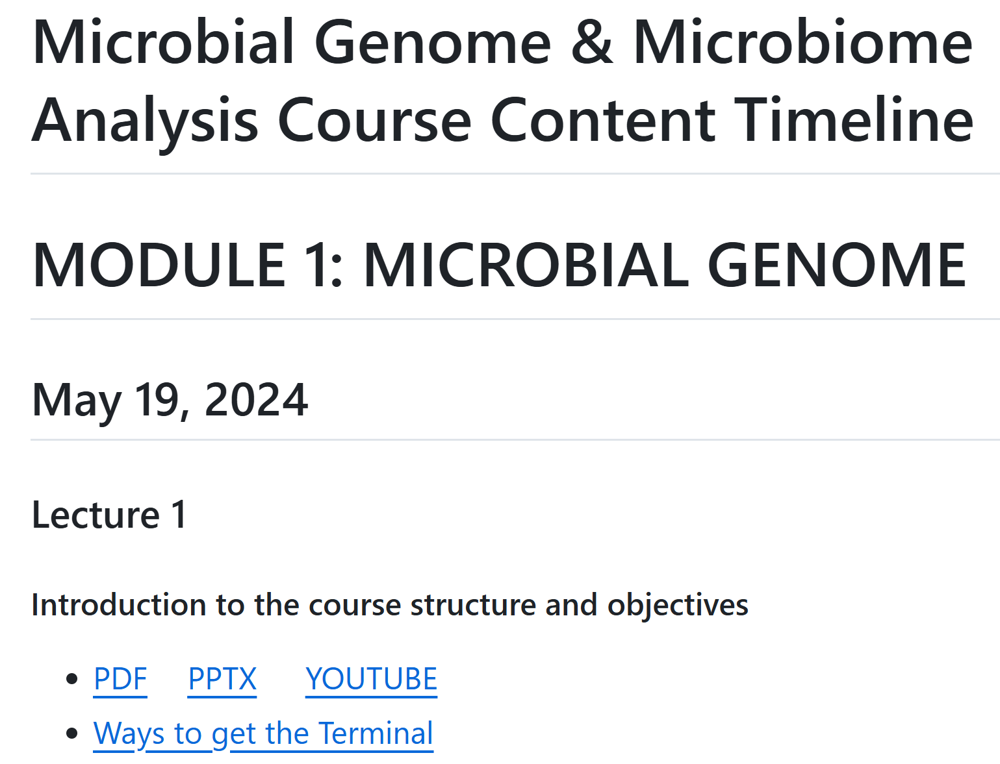 Microbial Genome & Microbiome
Analysis Course Content Timeline
MODULE 1: MICROBIAL GENOME
May 19, 2024
Lecture 1
Introduction to the course structure and objectives
PDF PPTX YOUTUBE
Ways to get the Terminal